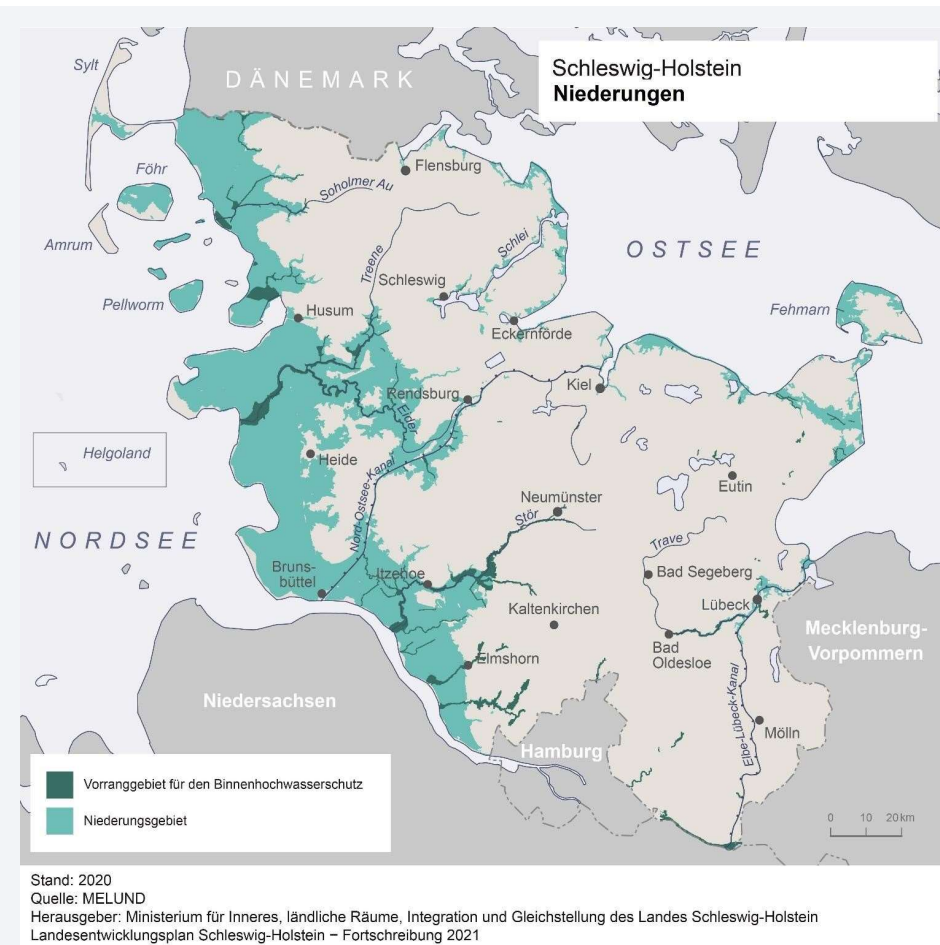 Schleswig-Holstein
Niederungen
Sylt
DÄNEMARK
Flensburg
Föhr
Soholmer Au
Amrum
Treene
Schlei
OSTSEE
Schleswig
Pellworm
Husum
Eckernförde
Fehmarn
Rendsburg
Kiel
Eider
Helgoland
Heide
Nord-Ostsee-Kanal
Eutin
Neumünster
Stör
NORDSEE
Trave
Bruns-
büttel
Itzehoe
Bad Segeberg
Kaltenkirchen
Lübeck
Bad
Oldesloe
Mecklenburg-
Vorpommern
Elmshorn
Niedersachsen
Elbe-Lübeck-Kanal
Mölln
Hamburg
Vorranggebiet für den Binnenhochwasserschutz
Niederungsgebiet
0 10 20 km
Stand: 2020
Quelle: MELUND
Herausgeber: Ministerium für Inneres, ländliche Räume, Integration und Gleichstellung des Landes Schleswig-Holstein
Landesentwicklungsplan Schleswig-Holstein − Fortschreibung 2021